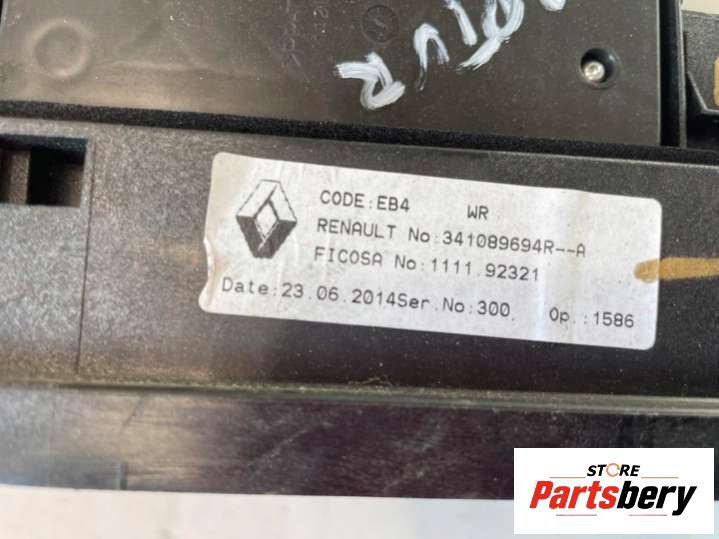 CODE:EB4 WR
RENAULT No:341089694R--A
FICOSA No:1111.92321
Date:23.06.2014Ser.No:300. Op.:1586
STORE
Partsbery